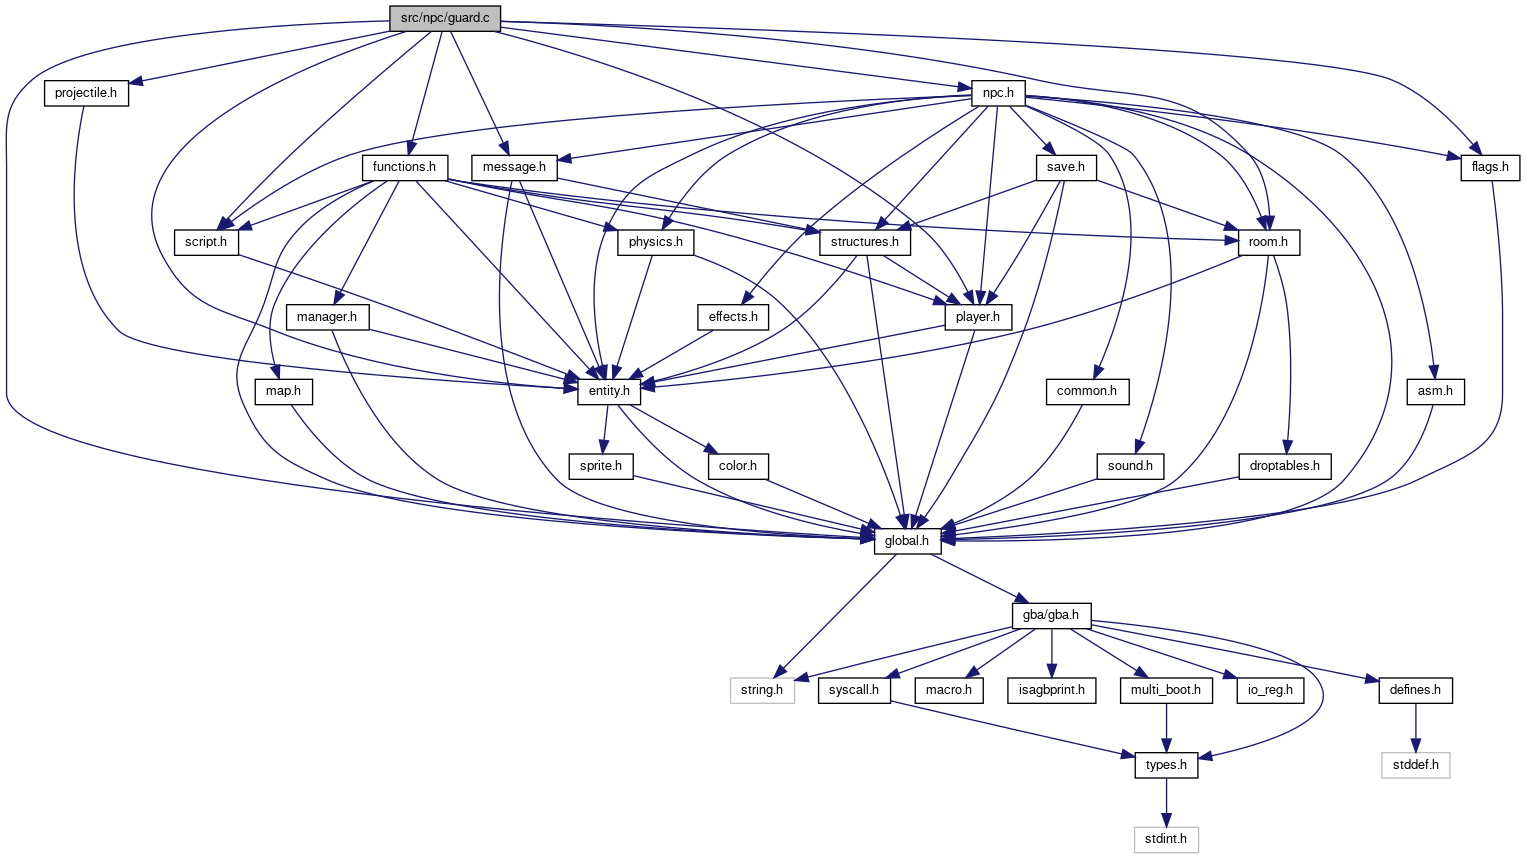 src/npc/guard.c
projectile.h
npc.h
functions.h
message.h
save.h
flags.h
script.h
physics.h
structures.h
room.h
manager.h
effects.h
player.h
map.h
entity.h
common.h
asm.h
sprite.h
color.h
sound.h
droptables.h
global.h
gba/gba.h
string.h
syscall.h
macro.h
isagbprint.h
multi_boot.h
io_reg.h
defines.h
types.h
stddef.h
stdint.h